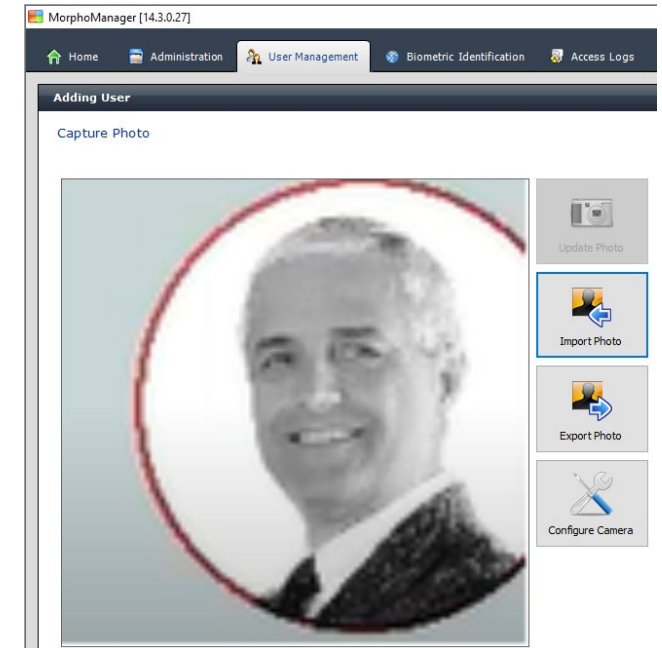 MorphoManager [14.3.0.27]
Home Administration User Management Biometric Identification Access Logs
Adding User
Capture Photo
Update Photo
Import Photo
Export Photo
Configure Camera